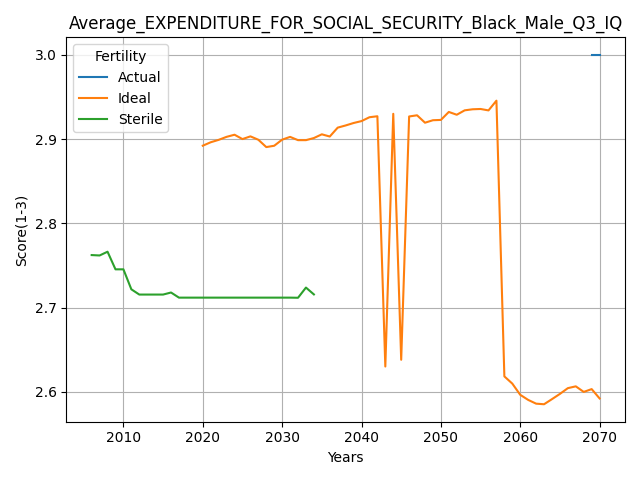 Average_EXPENDITURE_FOR_SOCIAL_SECURITY_Black_Male_Q3_IQ
Fertility
Actual
Ideal
Sterile
Score(1-3)
3.0
2.9
2.8
2.7
2.6
2010 2020 2030 2040 2050 2060 2070
Years